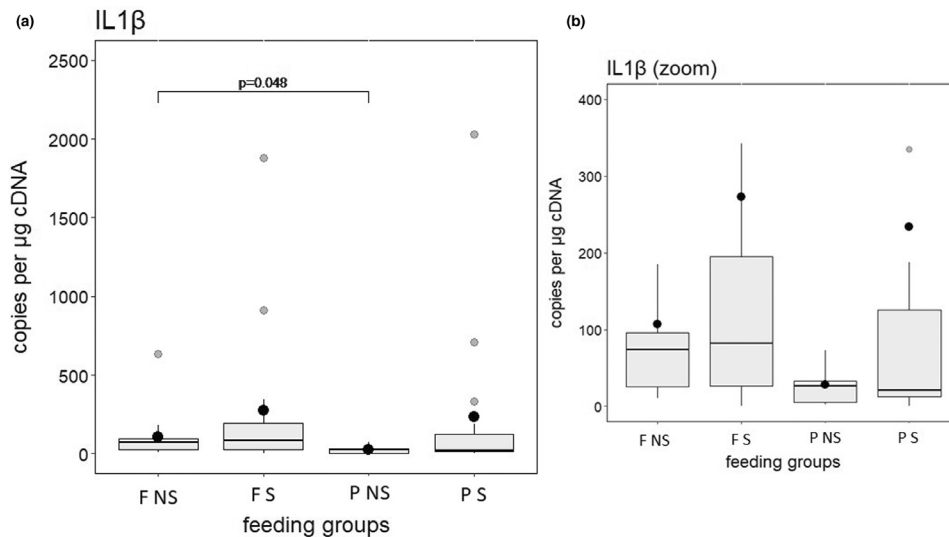 (a)
IL1β
copies per µg cDNA
2500
2000
1500
1000
500
0
p=0.048
F NS F S P NS P S
feeding groups
(b)
IL1β (zoom)
copies per µg cDNA
400
300
200
100
0
F NS F S P NS P S
feeding groups